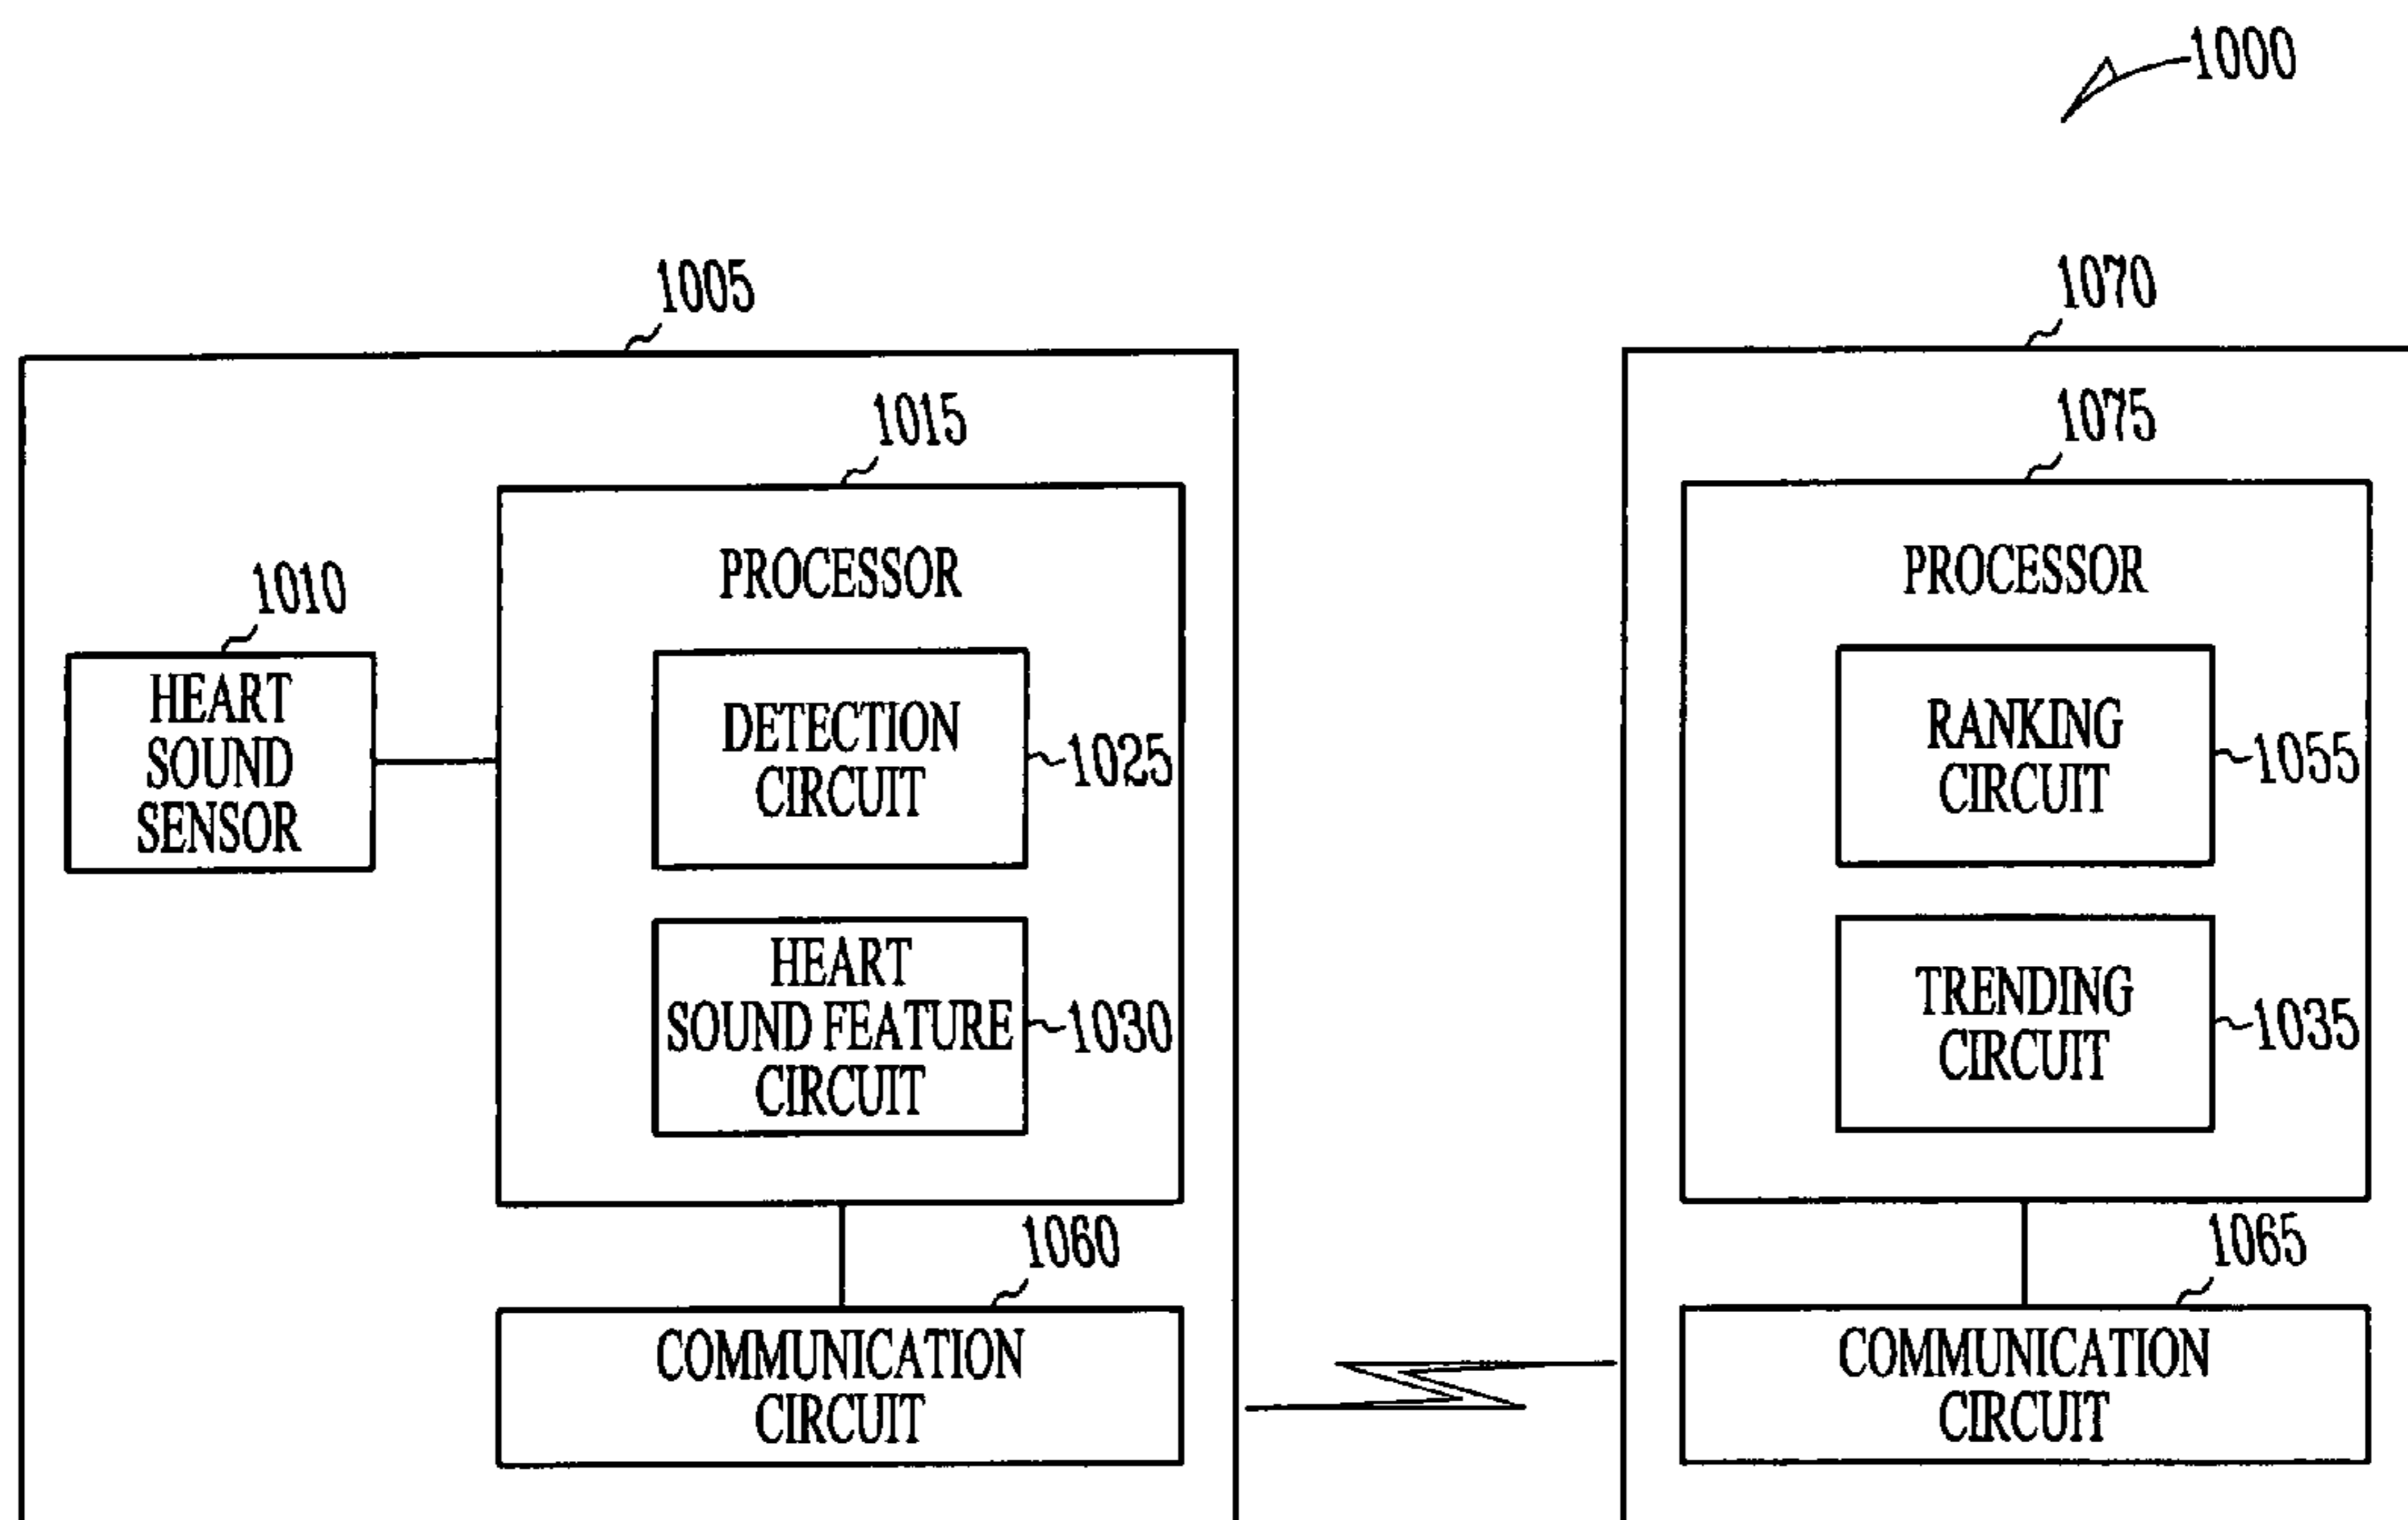 1000
1005
1070
1015
1075
PROCESSOR
PROCESSOR
1010
HEART
SOUND
SENSOR
DETECTION
CIRCUIT
1025
RANKING
CIRCUIT
1055
HEART
SOUND FEATURE
CIRCUIT
1030
TRENDING
CIRCUIT
1035
1060
1065
COMMUNICATION
CIRCUIT
COMMUNICATION
CIRCUIT